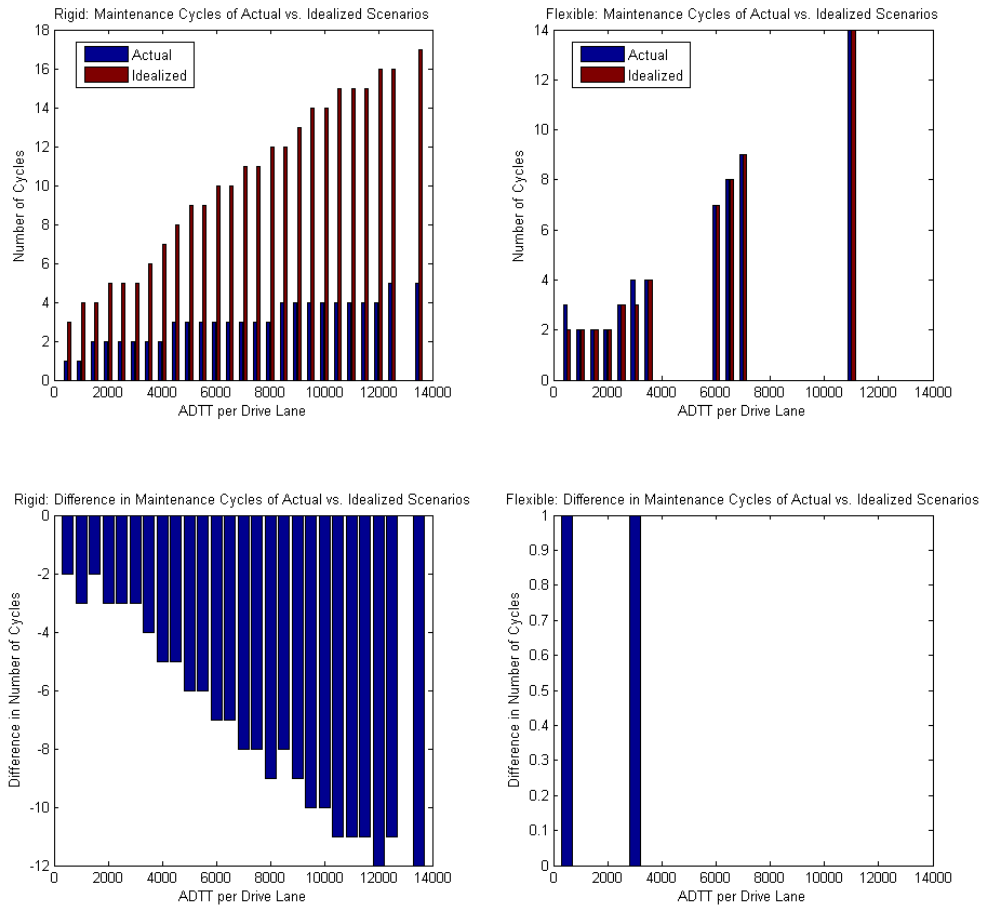 Rigid: Maintenance Cycles of Actual vs. Idealized Scenarios
18
16
14
12
10
8
6
4
2
0
Number of Cycles
Actual
Idealized
0 2000 4000 6000 8000 10000 12000 14000
ADTT per Drive Lane
Flexible: Maintenance Cycles of Actual vs. Idealized Scenarios
14
12
10
8
6
4
2
0
Number of Cycles
Actual
Idealized
0 2000 4000 6000 8000 10000 12000 14000
ADTT per Drive Lane
Rigid: Difference in Maintenance Cycles of Actual vs. Idealized Scenarios
0
-2
-4
-6
-8
-10
-12
Difference in Number of Cycles
0 2000 4000 6000 8000 10000 12000 14000
ADTT per Drive Lane
Flexible: Difference in Maintenance Cycles of Actual vs. Idealized Scenarios
1
0.9
0.8
0.7
0.6
0.5
0.4
0.3
0.2
0.1
0
Difference in Number of Cycles
0 2000 4000 6000 8000 10000 12000 14000
ADTT per Drive Lane